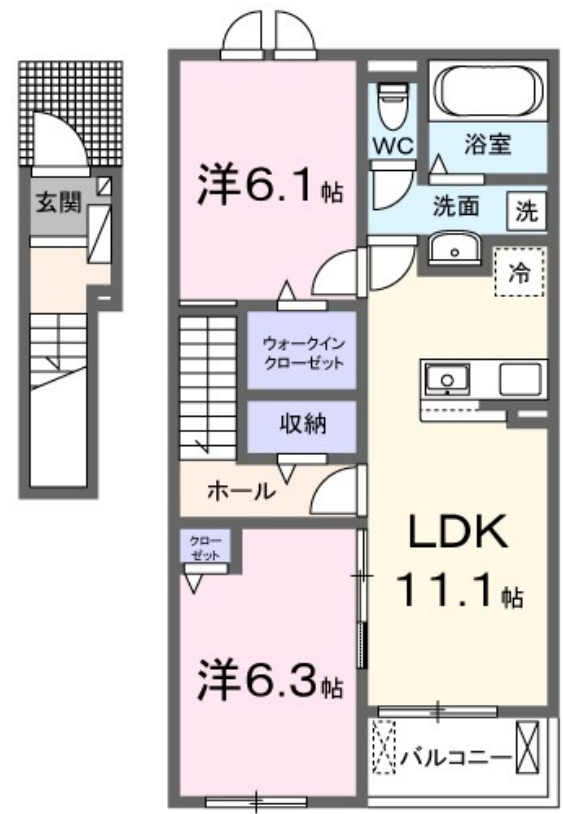 玄関
洋6.1帖
WC
浴室
洗面
洗
冷
ウォークイン
クローゼット
収納
ホール
クロー
ゼット
LDK
11.1帖
洋6.3帖
バルコニー